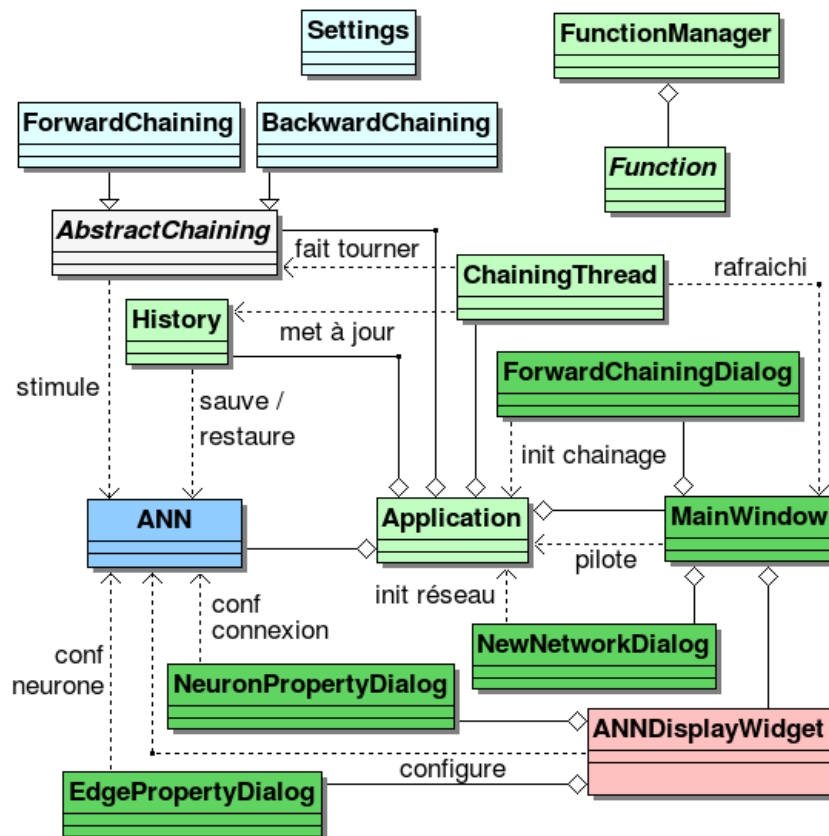 Settings
FunctionManager
ForwardChaining
BackwardChaining
Function
AbstractChaining
fait tourner
ChainingThread
rafraichi
History
met à jour
ForwardChainingDialog
stimule
sauve /
restaure
init chainage
ANN
Application
MainWindow
pilote
init réseau
conf
connexion
conf
neurone
NewNetworkDialog
NeuronPropertyDialog
ANNDisplayWidget
configure
EdgePropertyDialog